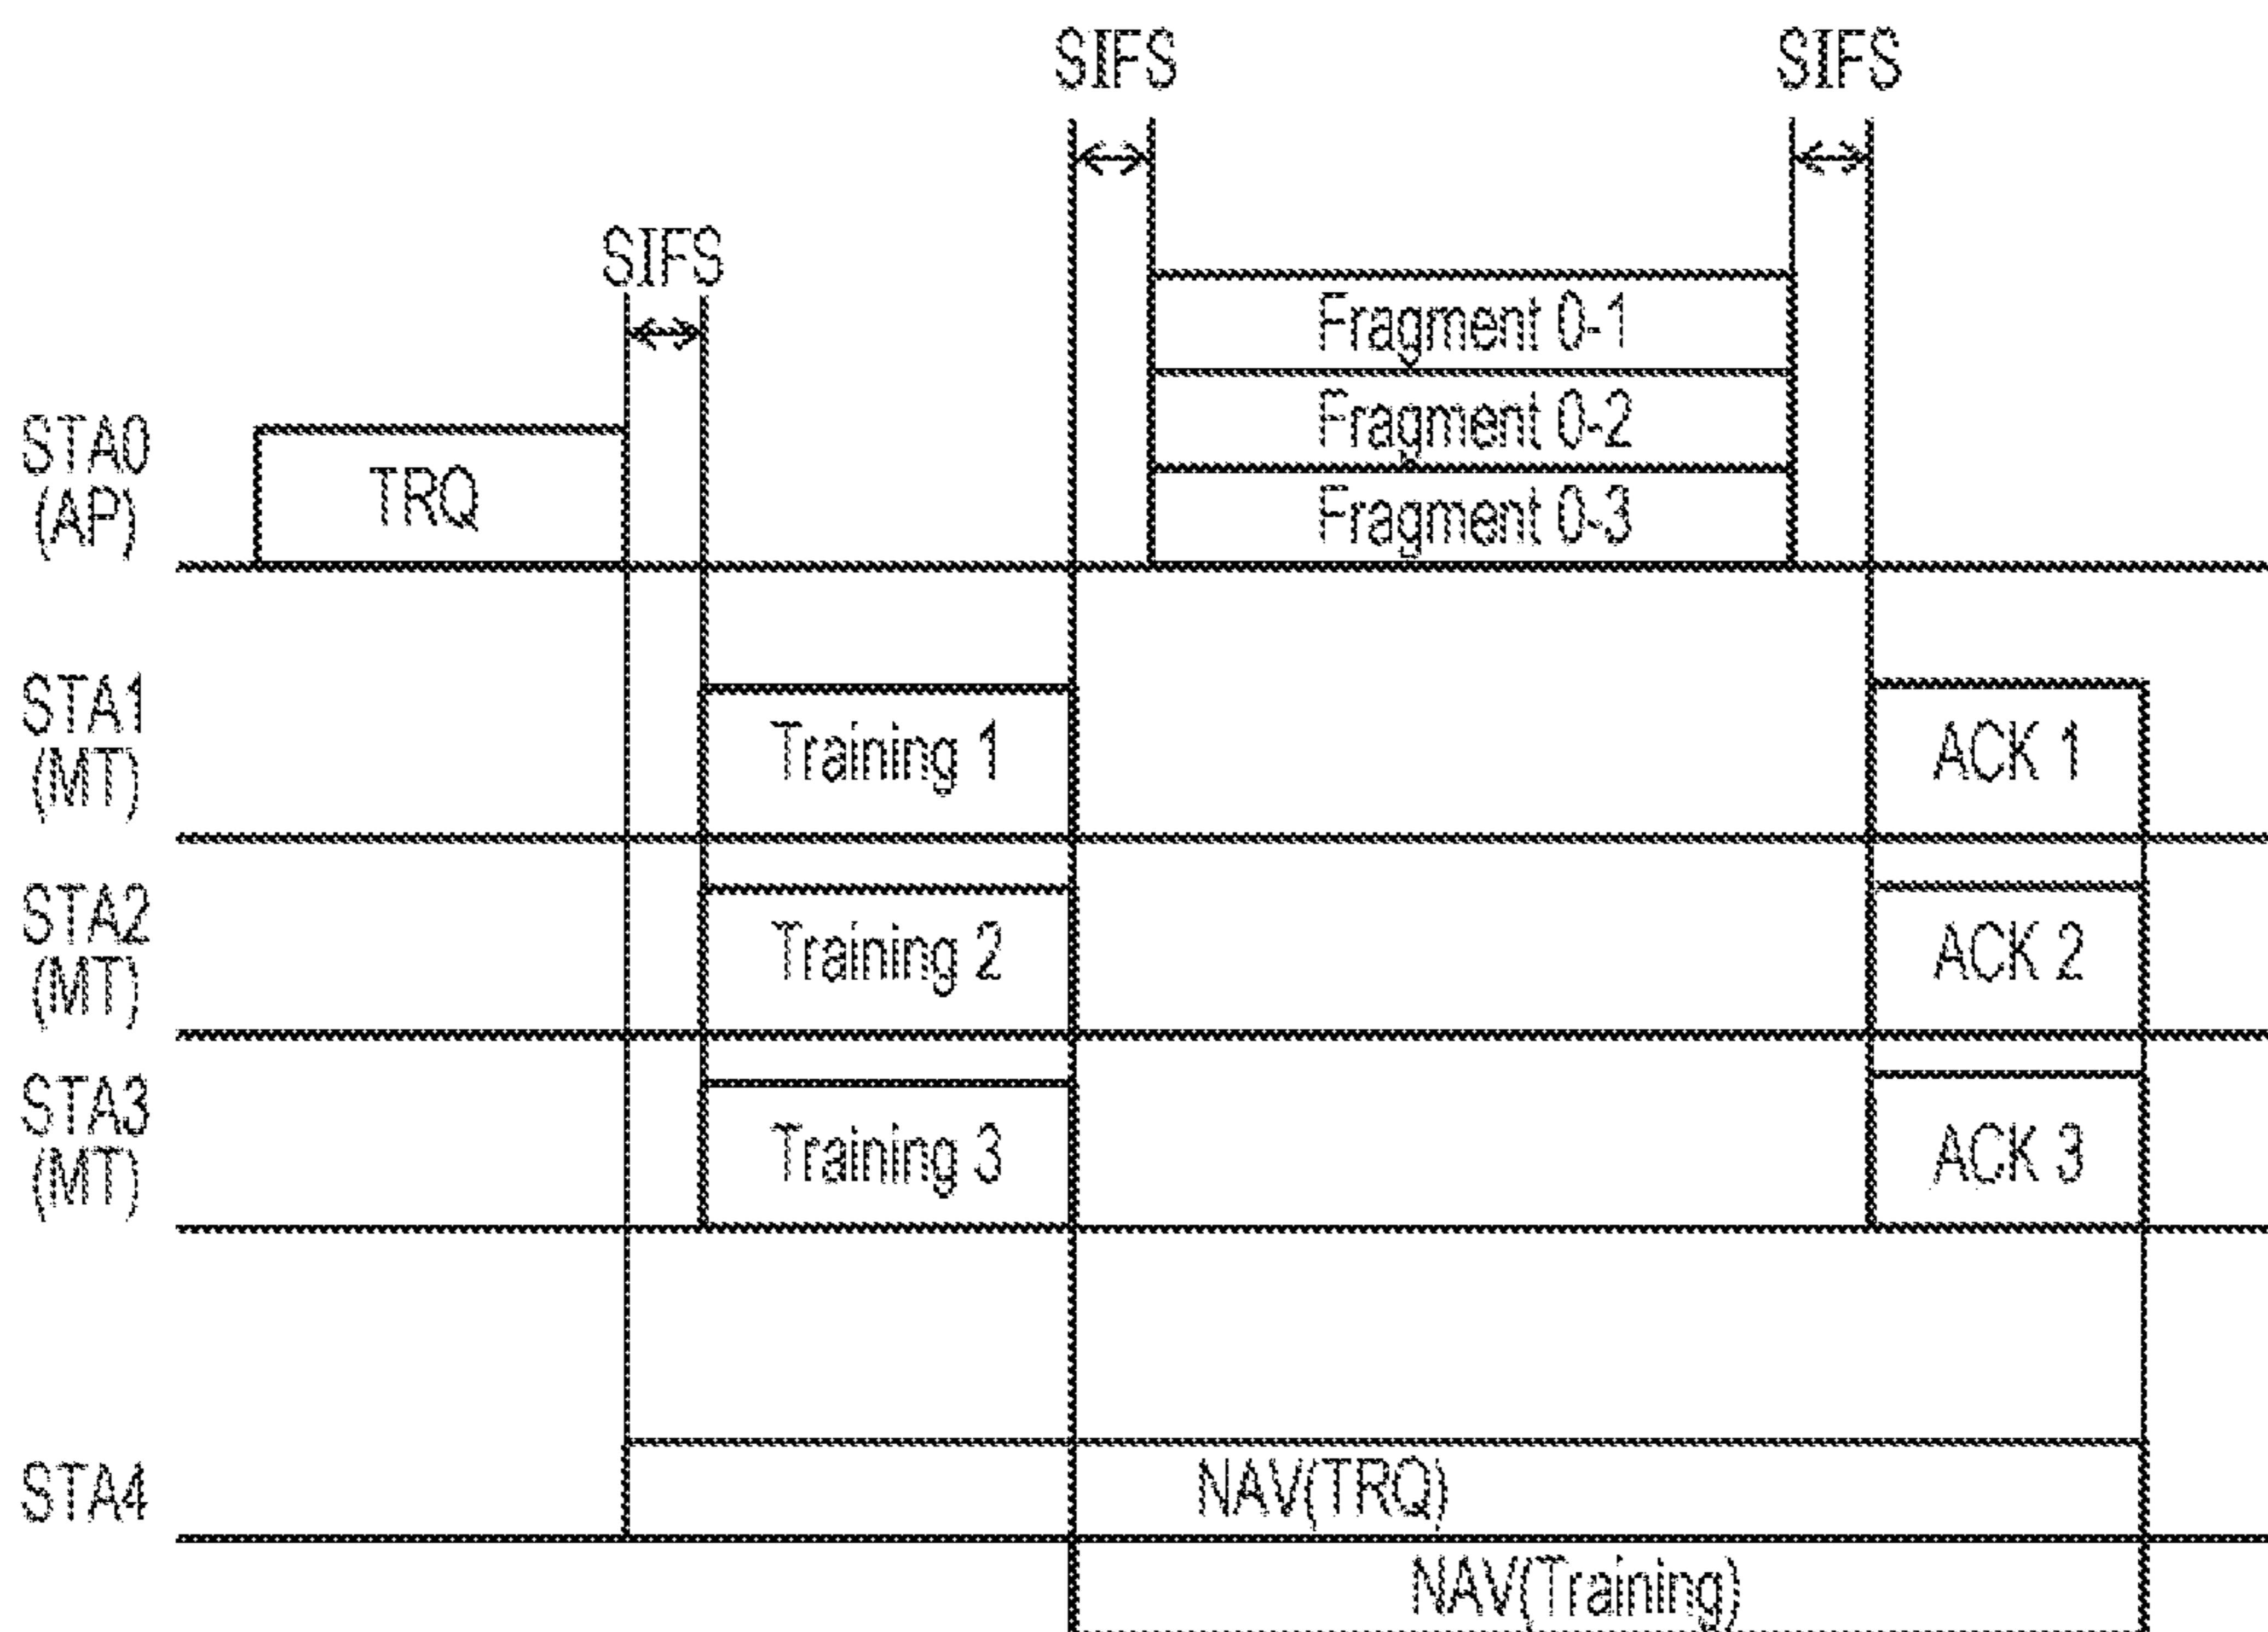 SIFS
SIFS
SIFS
Fragment 0-1
Fragment 0-2
Fragment 0-3
STA0
(AP)
TRQ
STA1
(MT)
Training 1
ACK 1
STA2
(MT)
Training 2
ACK 2
STA3
(MT)
Training 3
ACK 3
STA4
NAV(TRQ)
NAV(Training)